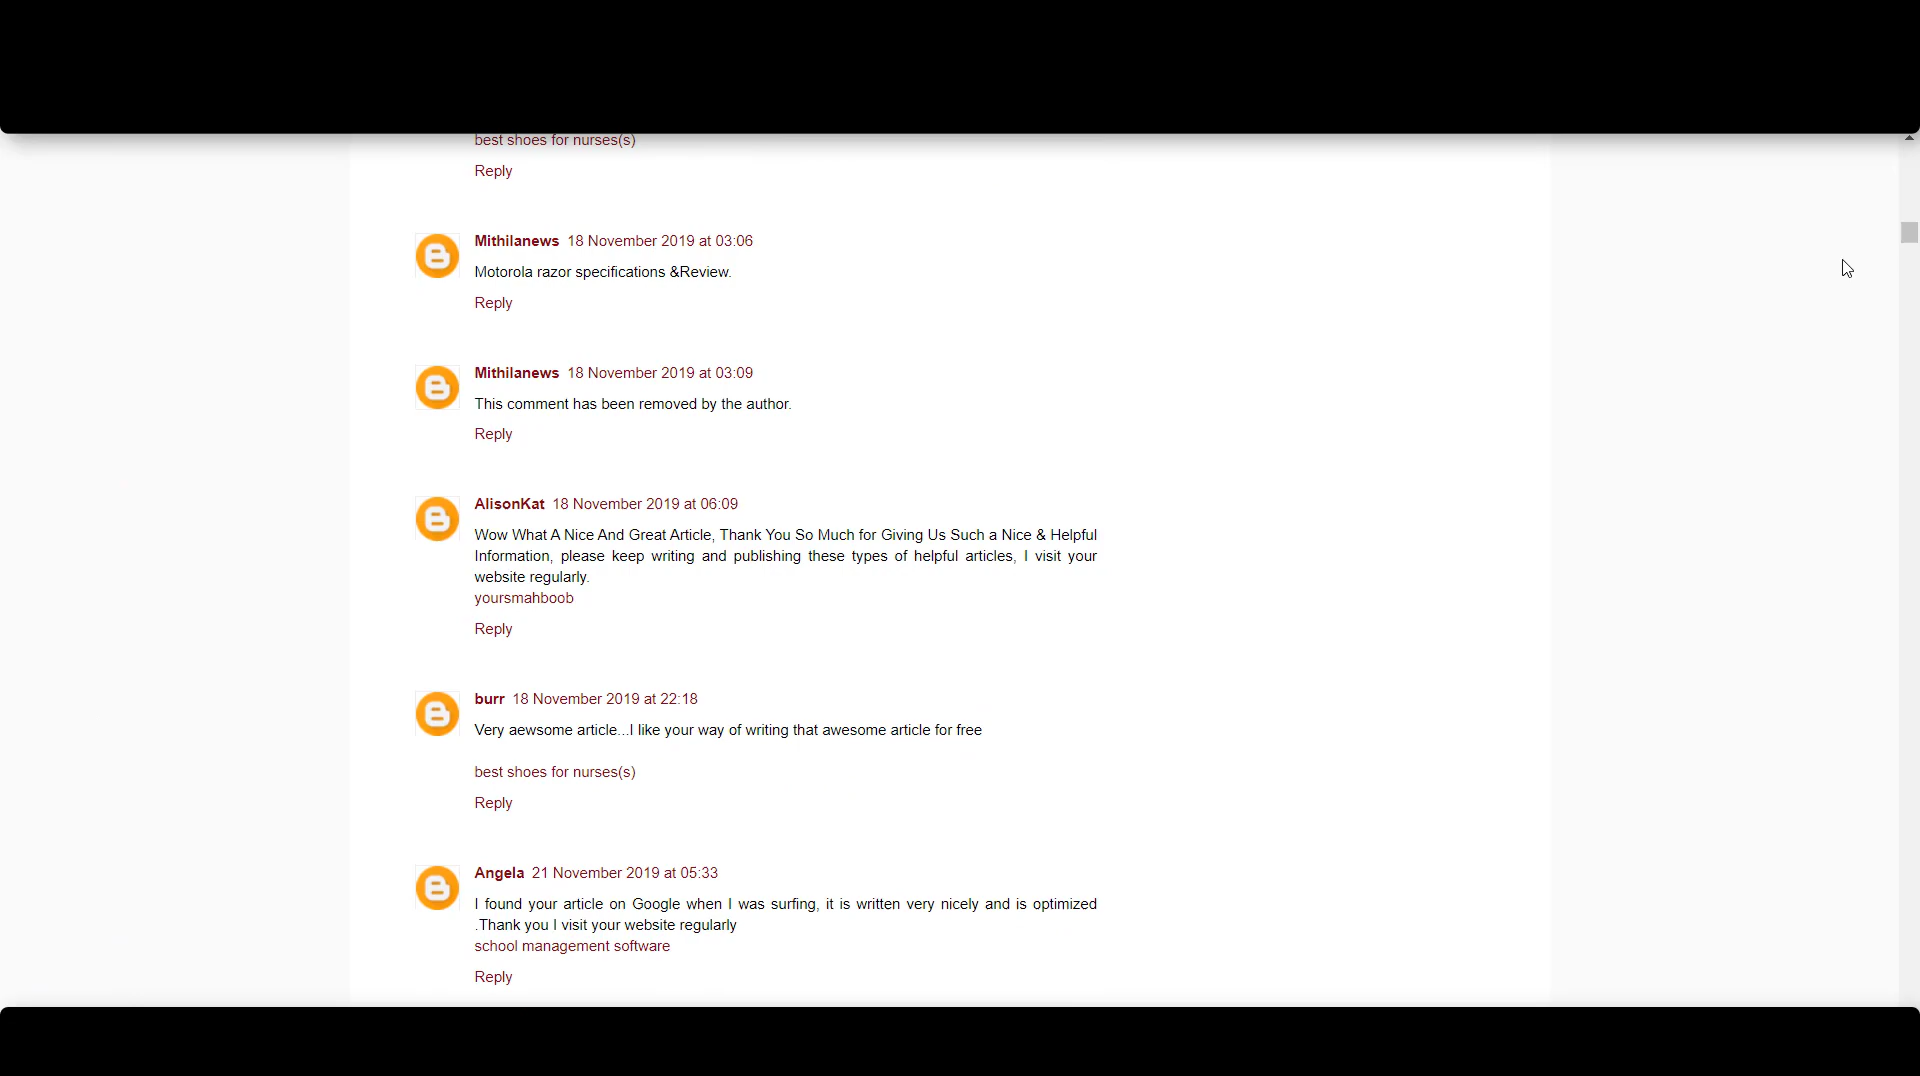 best shoes for nurses(s)
Reply
Mithilanews 18 November 2019 at 03:06
Motorola razor specifications &Review.
Reply
Mithilanews 18 November 2019 at 03:09
This comment has been removed by the author.
Reply
AlisonKat 18 November 2019 at 06:09
Wow What A Nice And Great Article, Thank You So Much for Giving Us Such a Nice & Helpful
Information, please keep writing and publishing these types of helpful articles, I visit your
website regularly.
yoursmahboob
Reply
burr 18 November 2019 at 22:18
Very aewsome article...I like your way of writing that awesome article for free
best shoes for nurses(s)
Reply
Angela 21 November 2019 at 05:33
I found your article on Google when I was surfing, it is written very nicely and is optimized
.Thank you I visit your website regularly
school management software
Reply